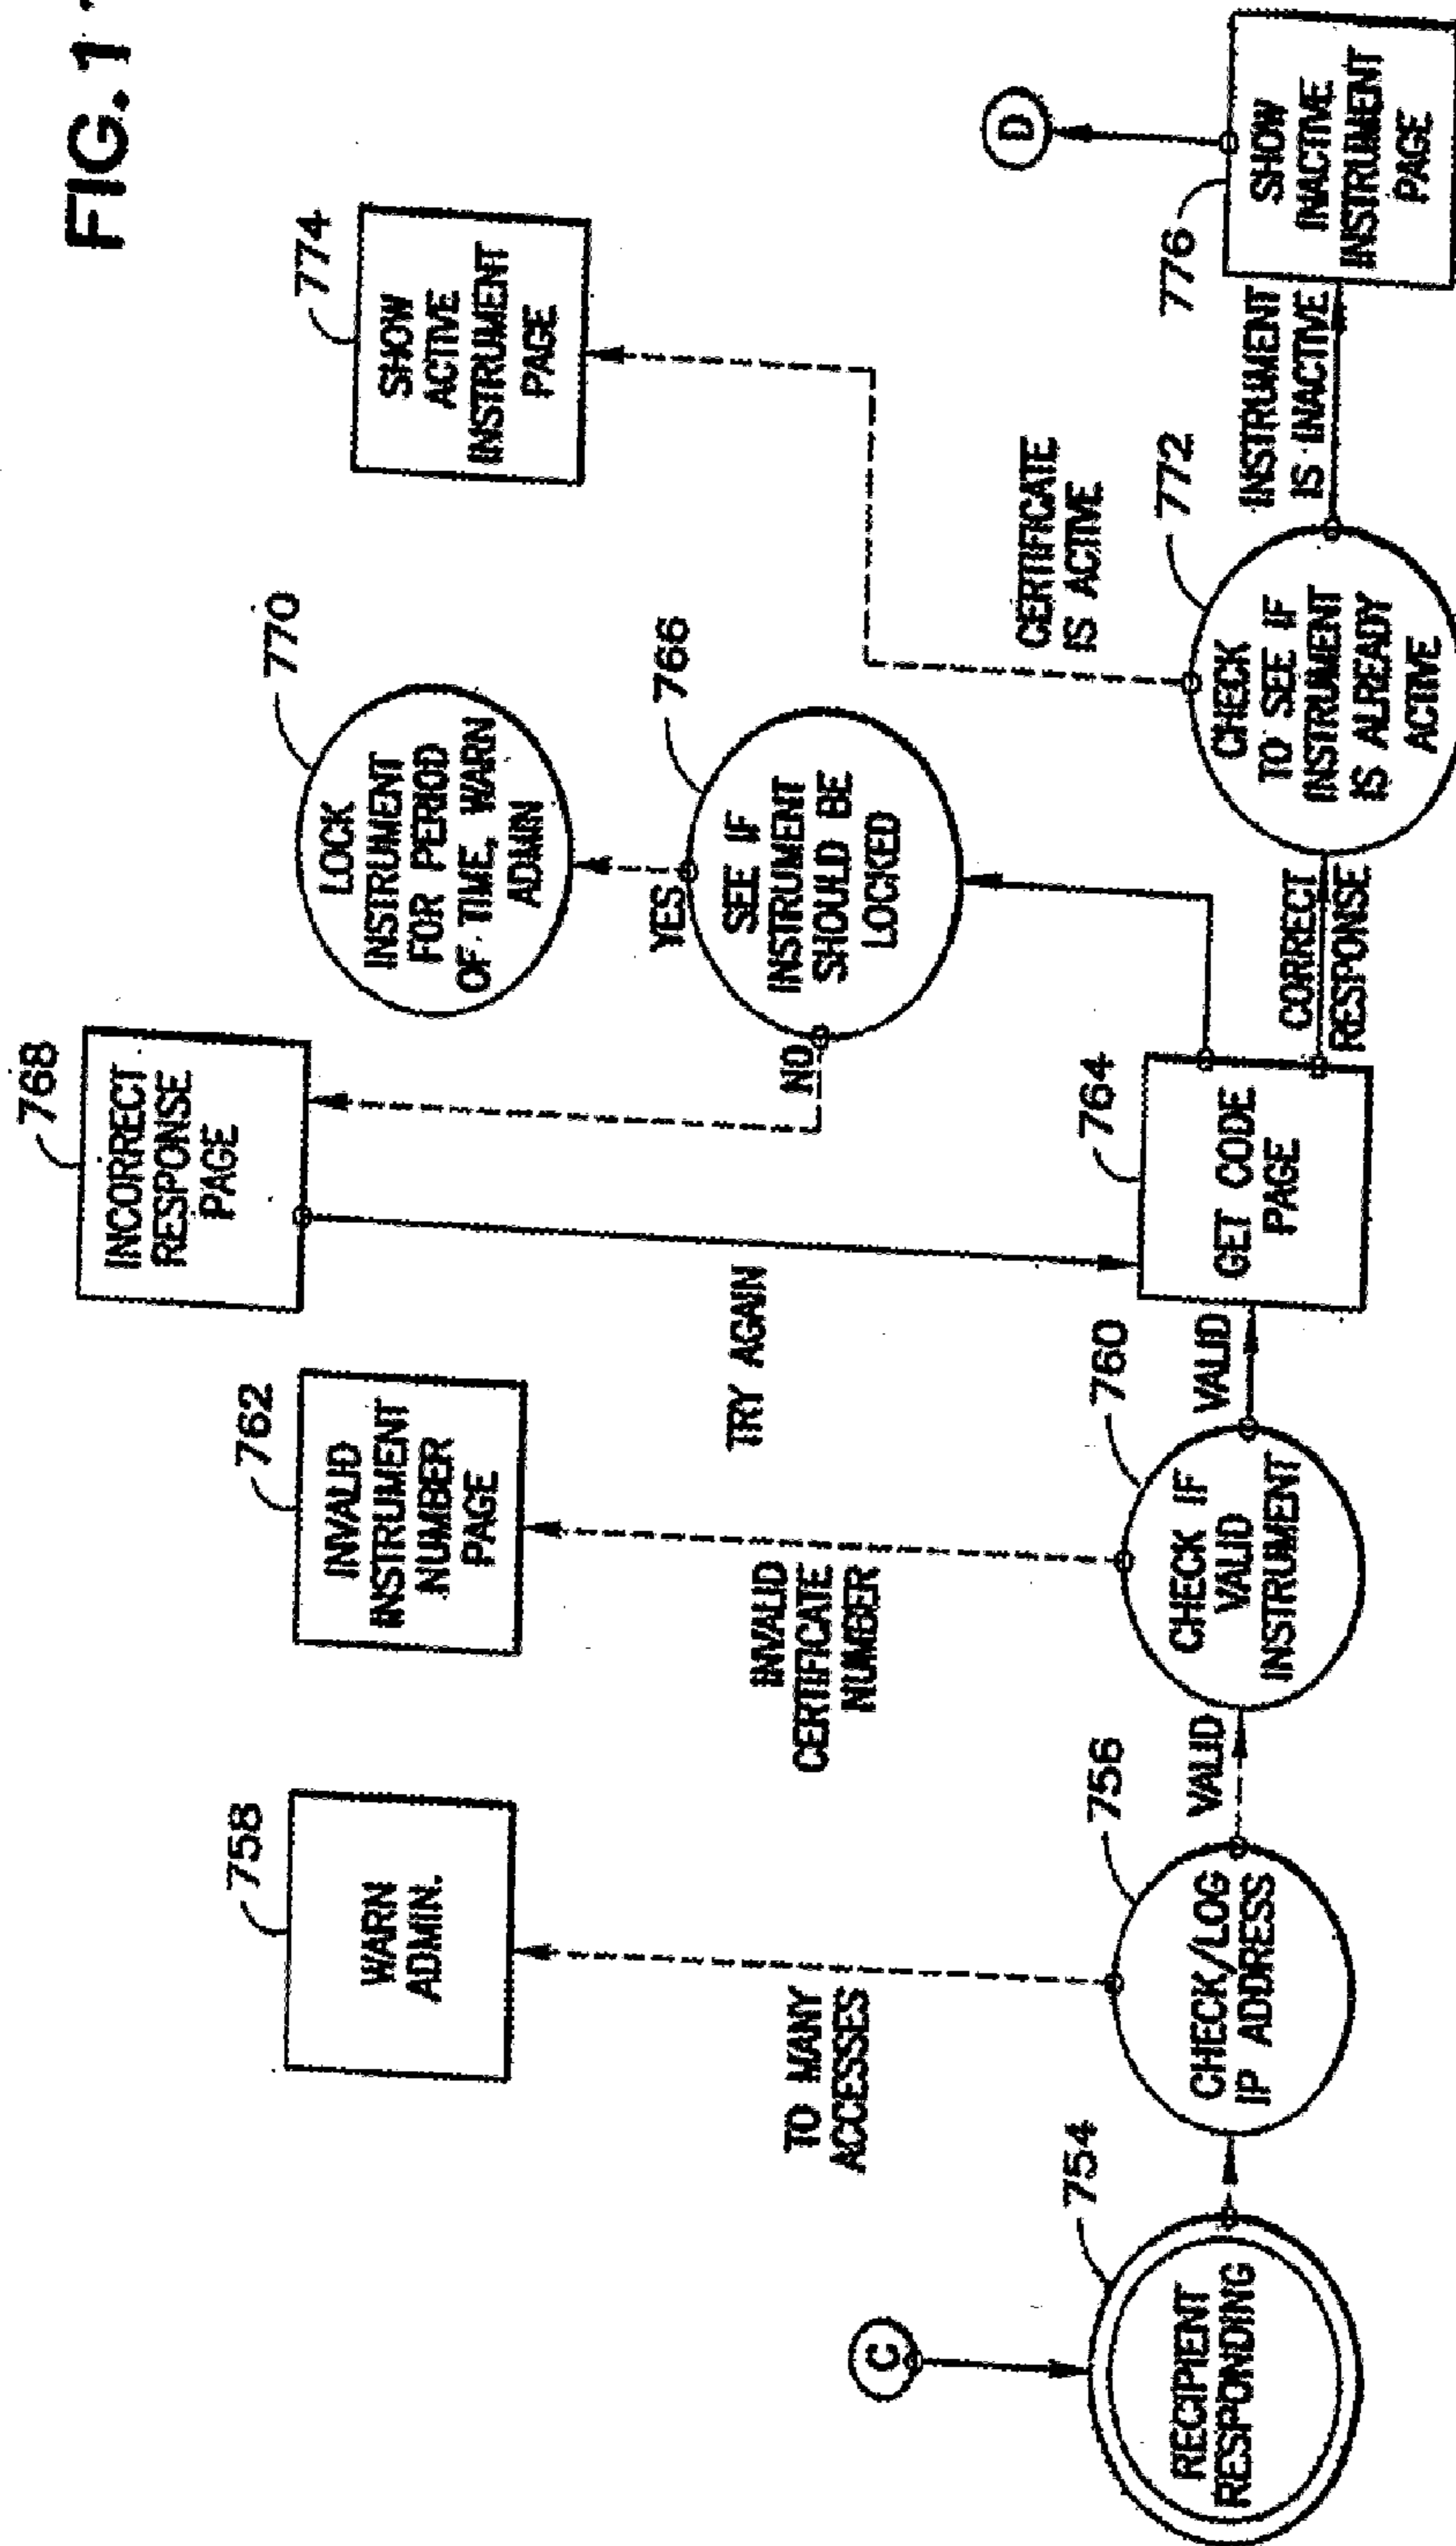 FIG. 1
768
INCORRECT
RESPONSE
PAGE
774
SHOW
ACTIVE
INSTRUMENT
PAGE
770
LOCK
INSTRUMENT
FOR PERIOD
OF TIME, WARN
ADMIN
762
INVALID
INSTRUMENT
NUMBER
PAGE
758
WARN
ADMIN.
766
SEE IF
INSTRUMENT
SHOULD BE
LOCKED
YES
NO
TRY AGAIN
INVALID
CERTIFICATE
NUMBER
TO MANY
ACCESSES
CERTIFICATE
IS ACTIVE
C
754
RECIPIENT
RESPONDING
756
CHECK/LOG
IP ADDRESS
VALID
760
CHECK IF
VALID
INSTRUMENT
VALID
764
GET CODE
PAGE
CORRECT
RESPONSE
772
CHECK
TO SEE IF
INSTRUMENT
IS ALREADY
ACTIVE
INSTRUMENT
IS INACTIVE
776
SHOW
INACTIVE
INSTRUMENT
PAGE
D